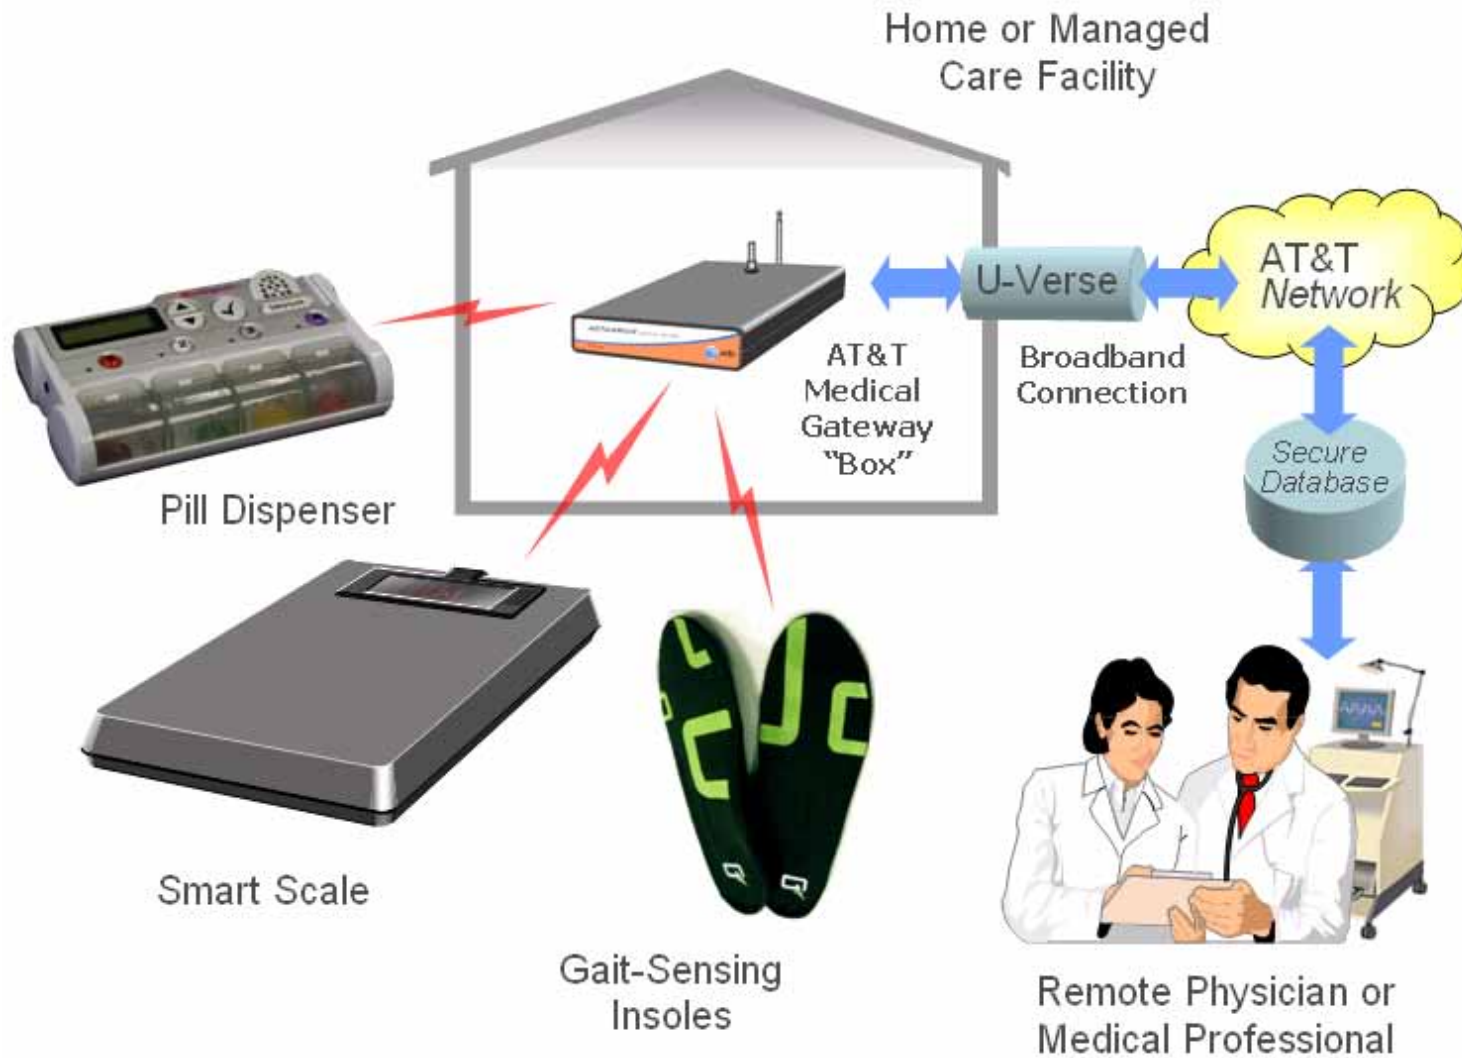 Home or Managed
Care Facility
U-Verse
AT&T
Network
AT&T
Medical
Gateway
"Box"
Broadband
Connection
Secure
Database
Pill Dispenser
Smart Scale
Gait-Sensing
Insoles
Remote Physician or
Medical Professional